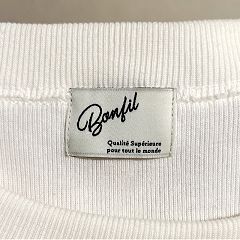 Bonfil
Qualité Supérieure
pour tout le monde